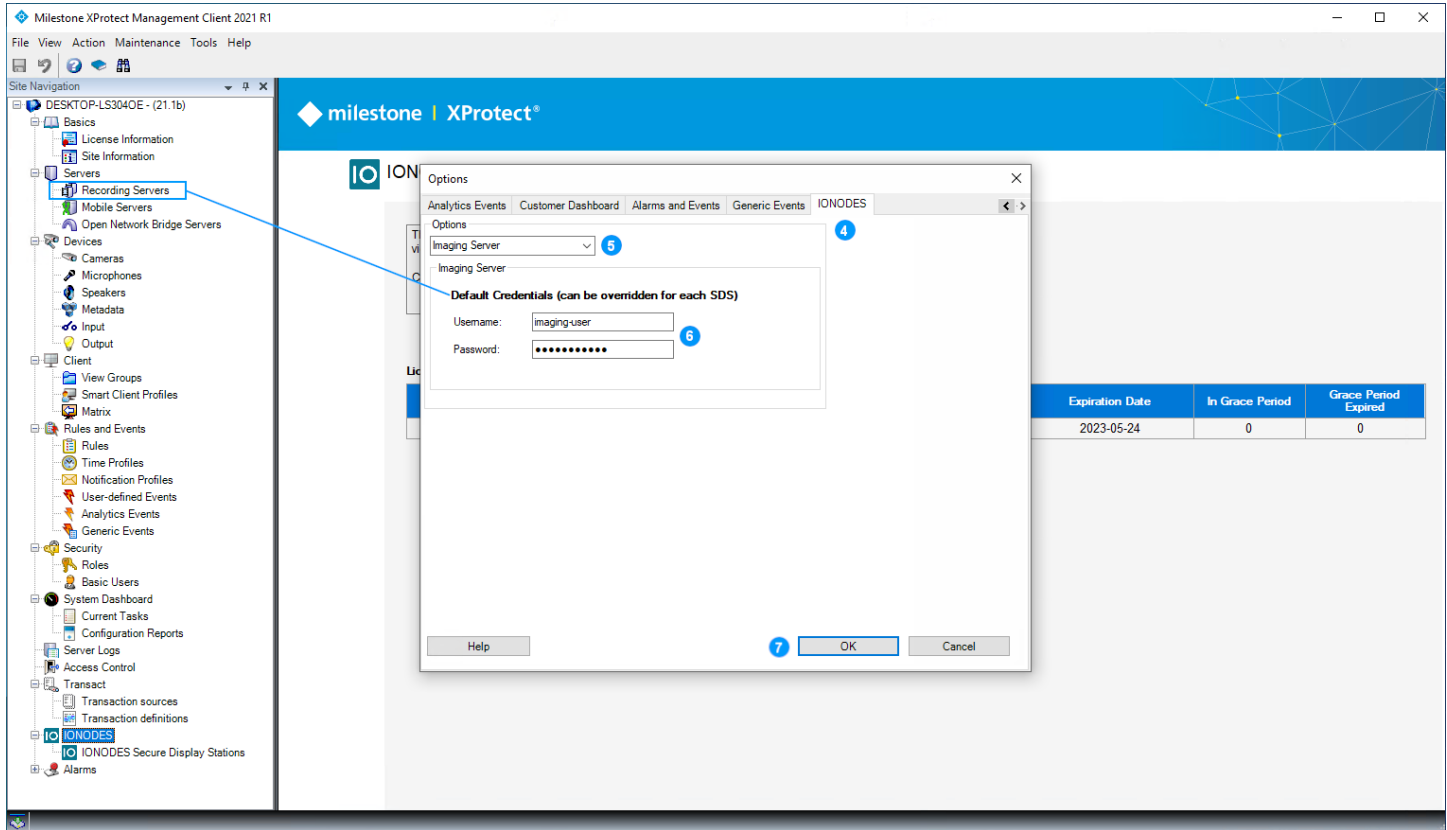 Milestone XProtect Management Client 2021 R1
File View Action Maintenance Tools Help
Site Navigation
DESKTOP-LS304OE - (21.1b)
Basics
License Information
Site Information
Servers
Recording Servers
Mobile Servers
Open Network Bridge Servers
Devices
Cameras
Microphones
Speakers
Metadata
Input
Output
Client
View Groups
Smart Client Profiles
Matrix
Rules and Events
Rules
Time Profiles
Notification Profiles
User-defined Events
Analytics Events
Generic Events
Security
Roles
Basic Users
System Dashboard
Current Tasks
Configuration Reports
Server Logs
Access Control
Transact
Transaction sources
Transaction definitions
IO IONODES
IO IONODES Secure Display Stations
Alarms
milestone | XProtect®
IO ION
Options
Analytics Events Customer Dashboard Alarms and Events Generic Events IONODES
4
Options
Imaging Server 5
Imaging Server
Default Credentials (can be overridden for each SDS)
Username: imaging-user
6
Password: ●●●●●●●●●●●
Help 7 OK Cancel
T
vi
C
Lic
Expiration Date In Grace Period Grace Period Expired
2023-05-24 0 0